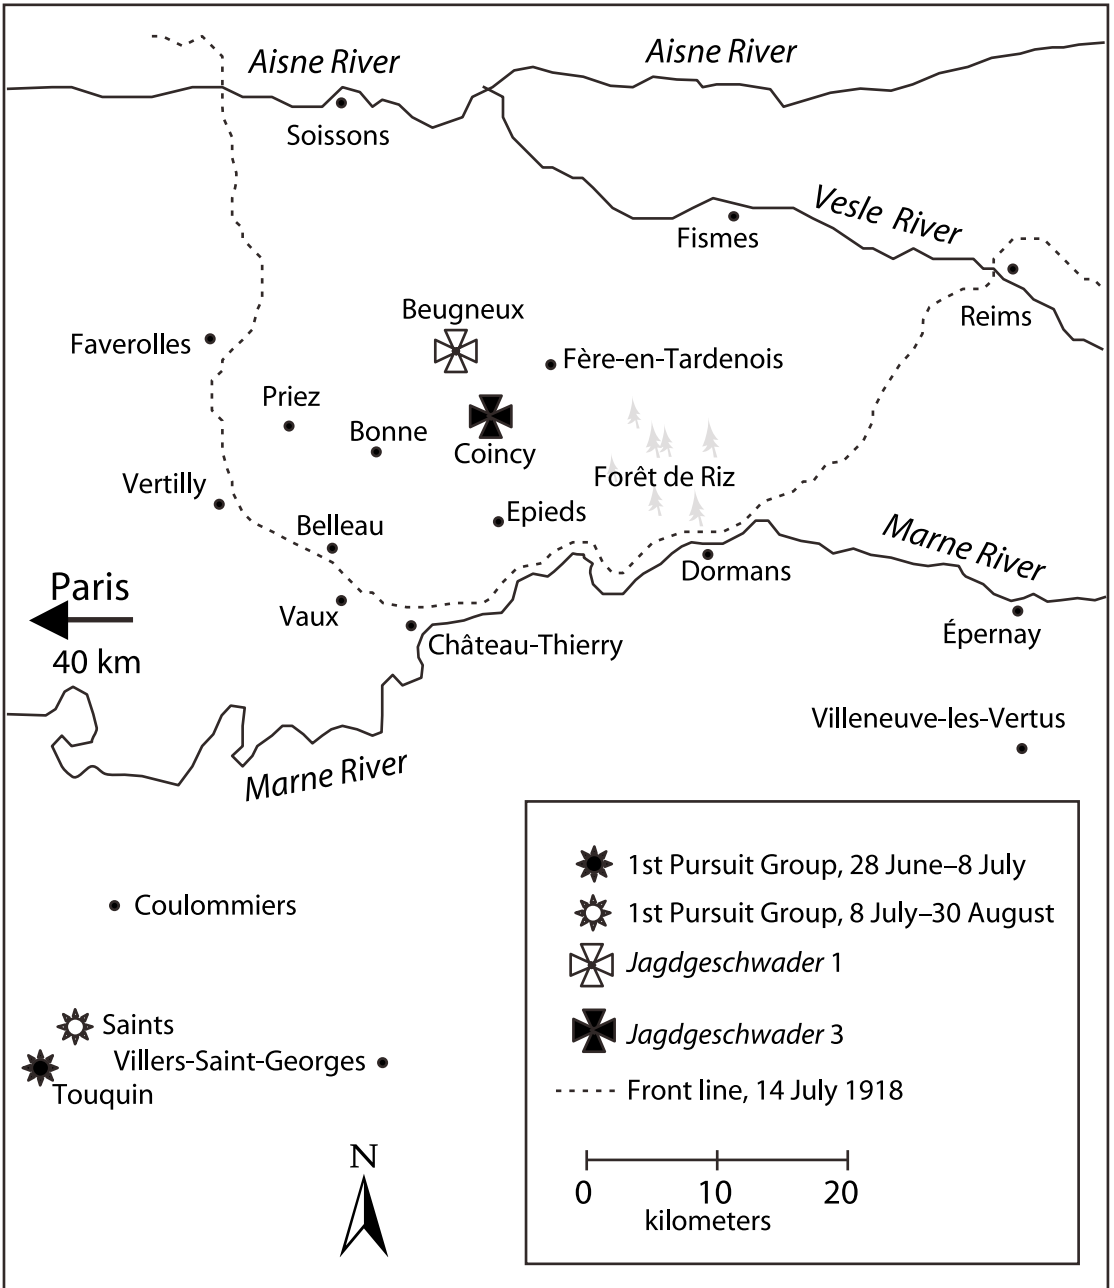 Aisne River
Aisne River
Soissons
Vesle River
Fismes
Reims
Beugneux
Faverolles
Fère-en-Tardenois
Priez
Bonne
Coincy
Forêt de Riz
Vertilly
Epieds
Belleau
Marne River
Dormans
Paris
40 km
Vaux
Château-Thierry
Épernay
Villeneuve-les-Vertus
Marne River
Coulommiers
Saints
Villers-Saint-Georges
Touquin
N
1st Pursuit Group, 28 June–8 July
1st Pursuit Group, 8 July–30 August
Jagdgeschwader 1
Jagdgeschwader 3
Front line, 14 July 1918
0 10 20
kilometers